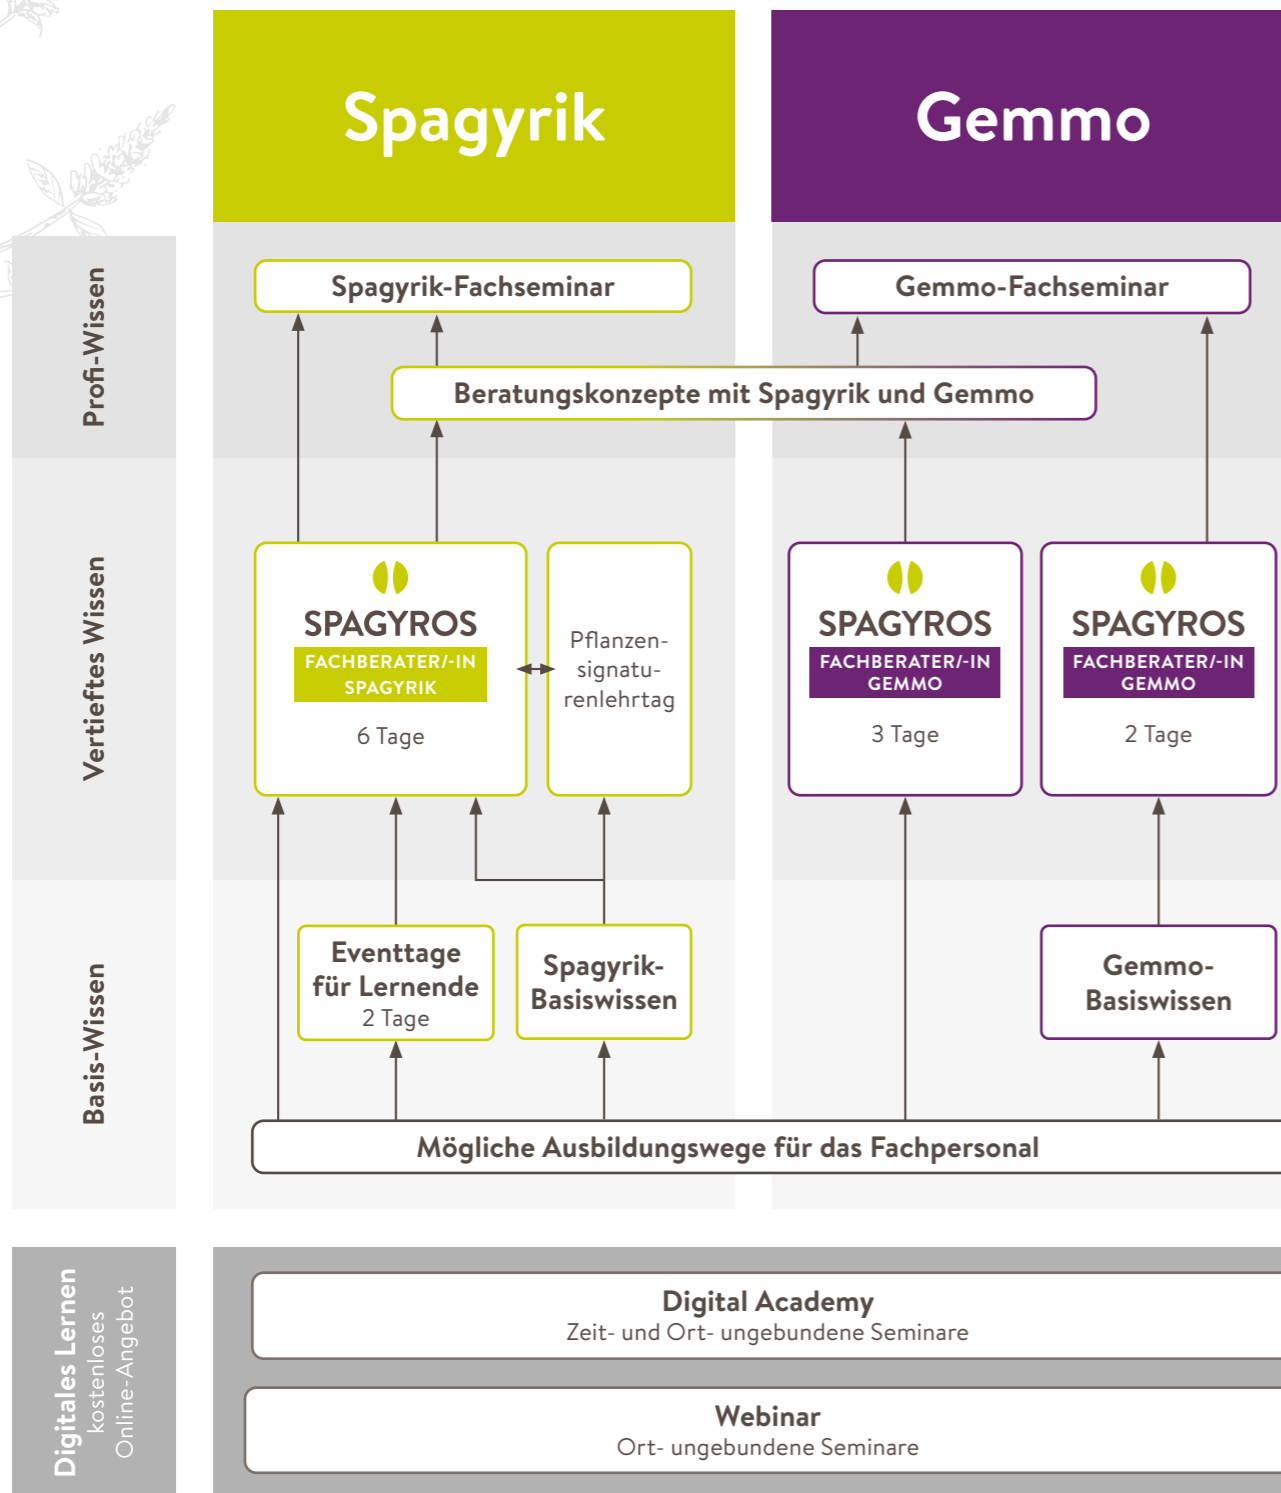 Spagyrik
Gemmo
Profi-Wissen
Spagyrik-Fachseminar
Gemmo-Fachseminar
Beratungskonzepte mit Spagyrik und Gemmo
Vertieftes Wissen
SPAGYROS
FACHBERATER/-IN
SPAGYRIK
6 Tage
Pflanzen-
signatu-
renlehrtag
SPAGYROS
FACHBERATER/-IN
GEMMO
3 Tage
SPAGYROS
FACHBERATER/-IN
GEMMO
2 Tage
Basis-Wissen
Eventtage
für Lernende
2 Tage
Spagyrik-
Basiswissen
Gemmo-
Basiswissen
Mögliche Ausbildungswege für das Fachpersonal
Digitales Lernen
kostenloses
Online-Angebot
Digital Academy
Zeit- und Ort- ungebundene Seminare
Webinar
Ort- ungebundene Seminare